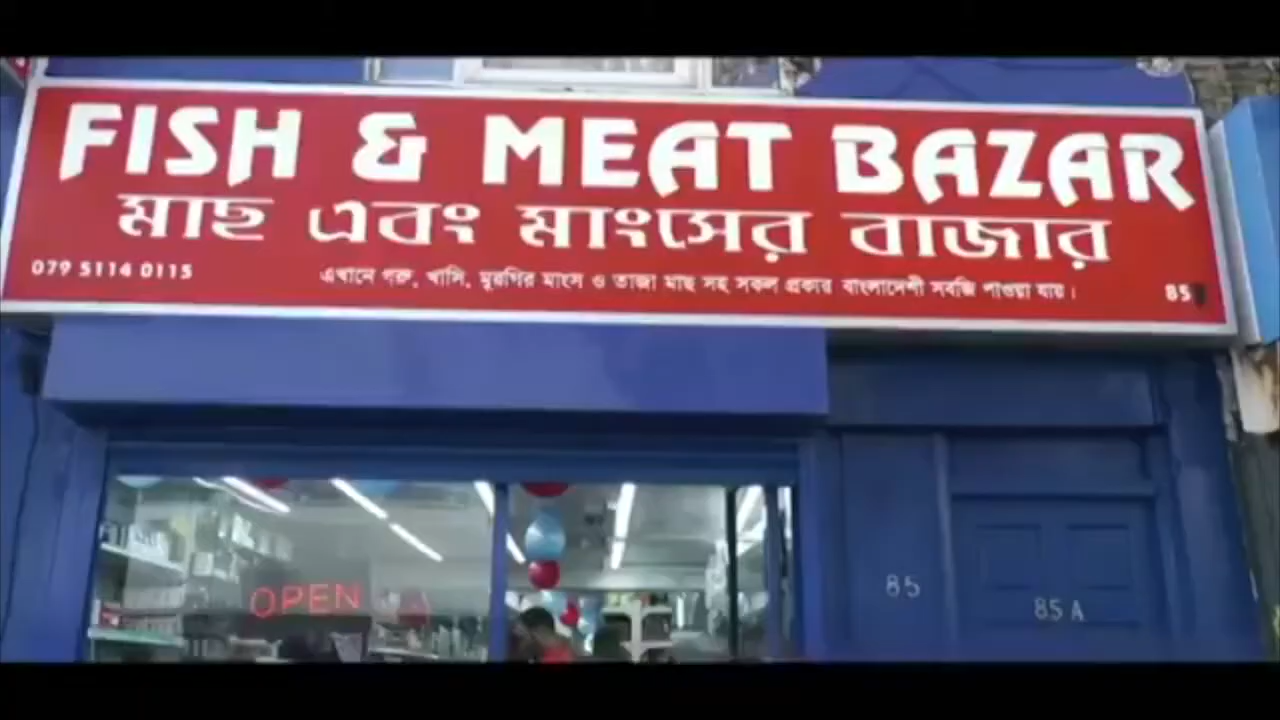 FISH & MEAT BAZAR
মাছ এবং মাংসের বাজার
079 5114 0115
এখানে গরু, খাসি, মুরগির মাংস ও তাজা মাছ সহ সকল প্রকার বাংলাদেশী সবজি পাওয়া যায়।
85
OPEN
85
85 A